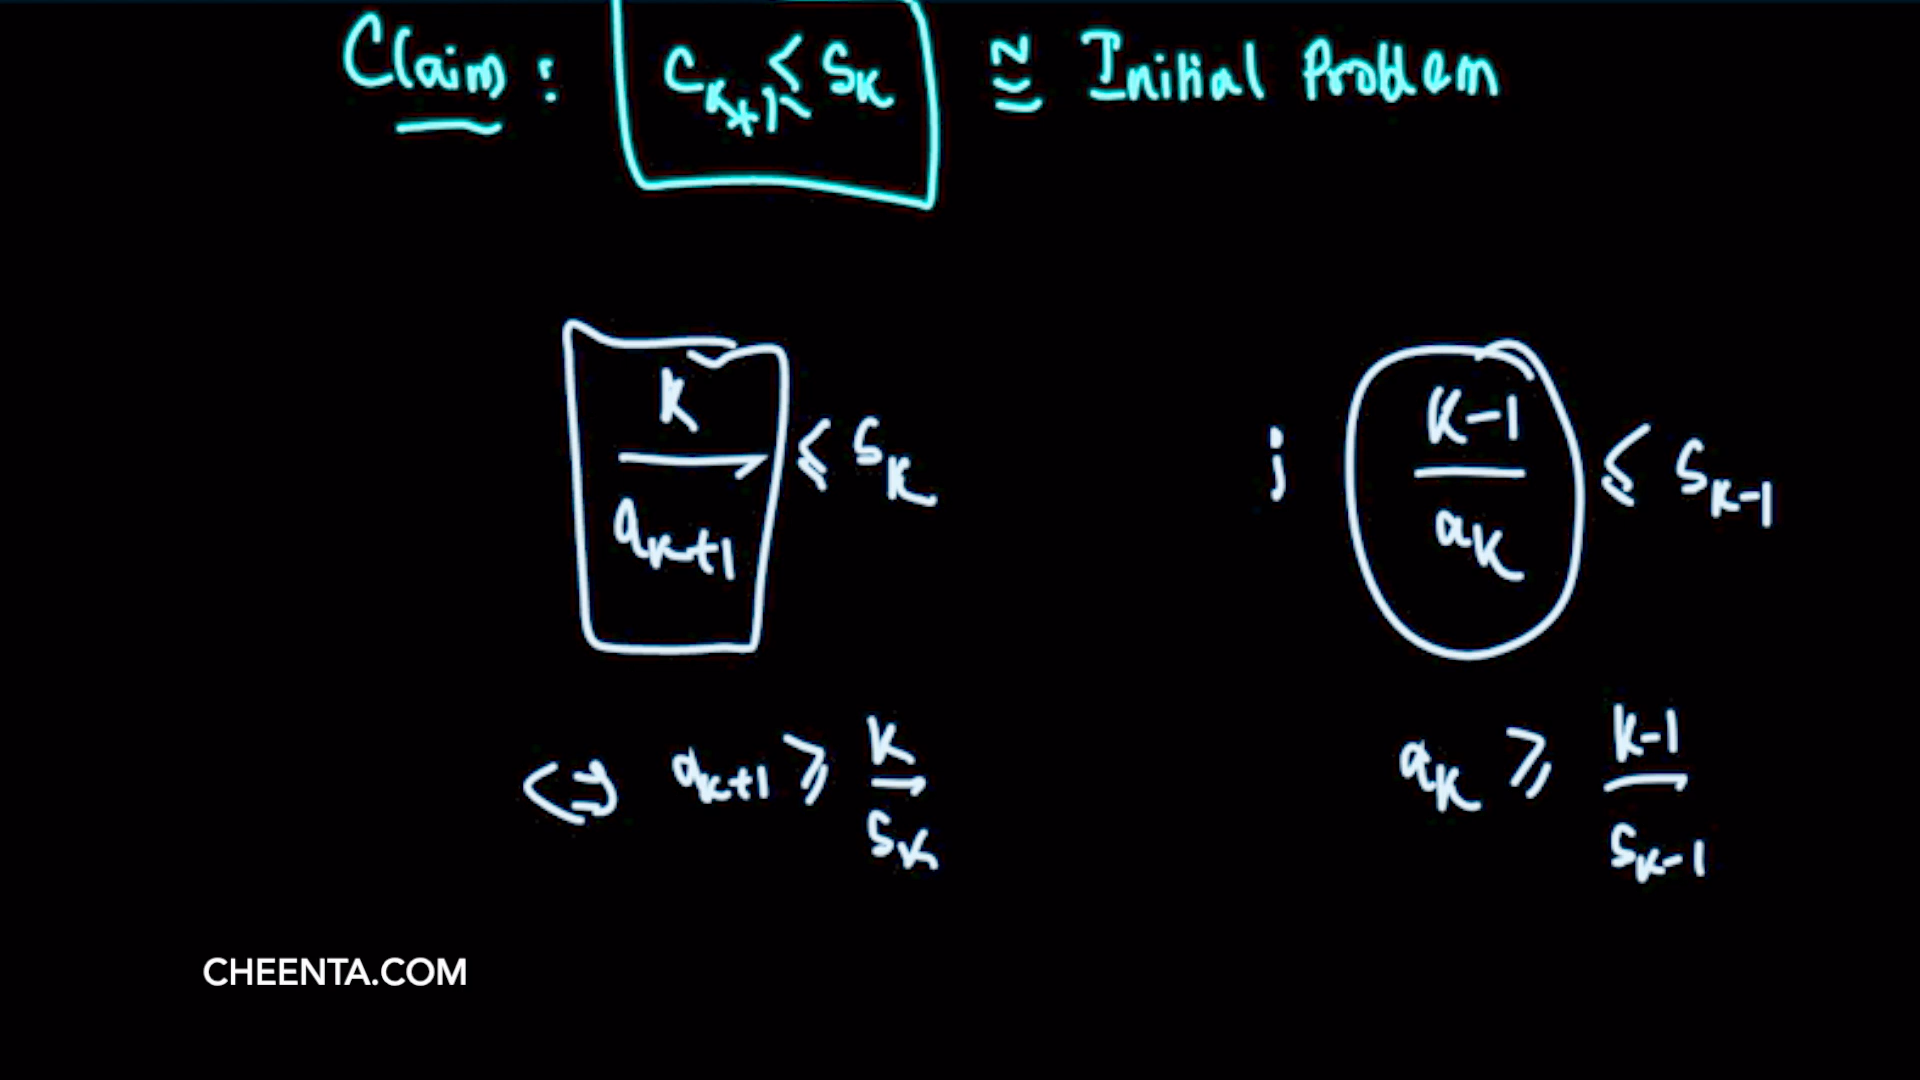 Claim: C_{k+1} ≤ S_k ≅ Initial Problem
k / a_{k+1} ≤ S_k ; k-1 / a_k ≤ S_{k-1}
<=> a_{k+1} ≥ k / S_k a_k ≥ k-1 / S_{k-1}
CHEENTA.COM